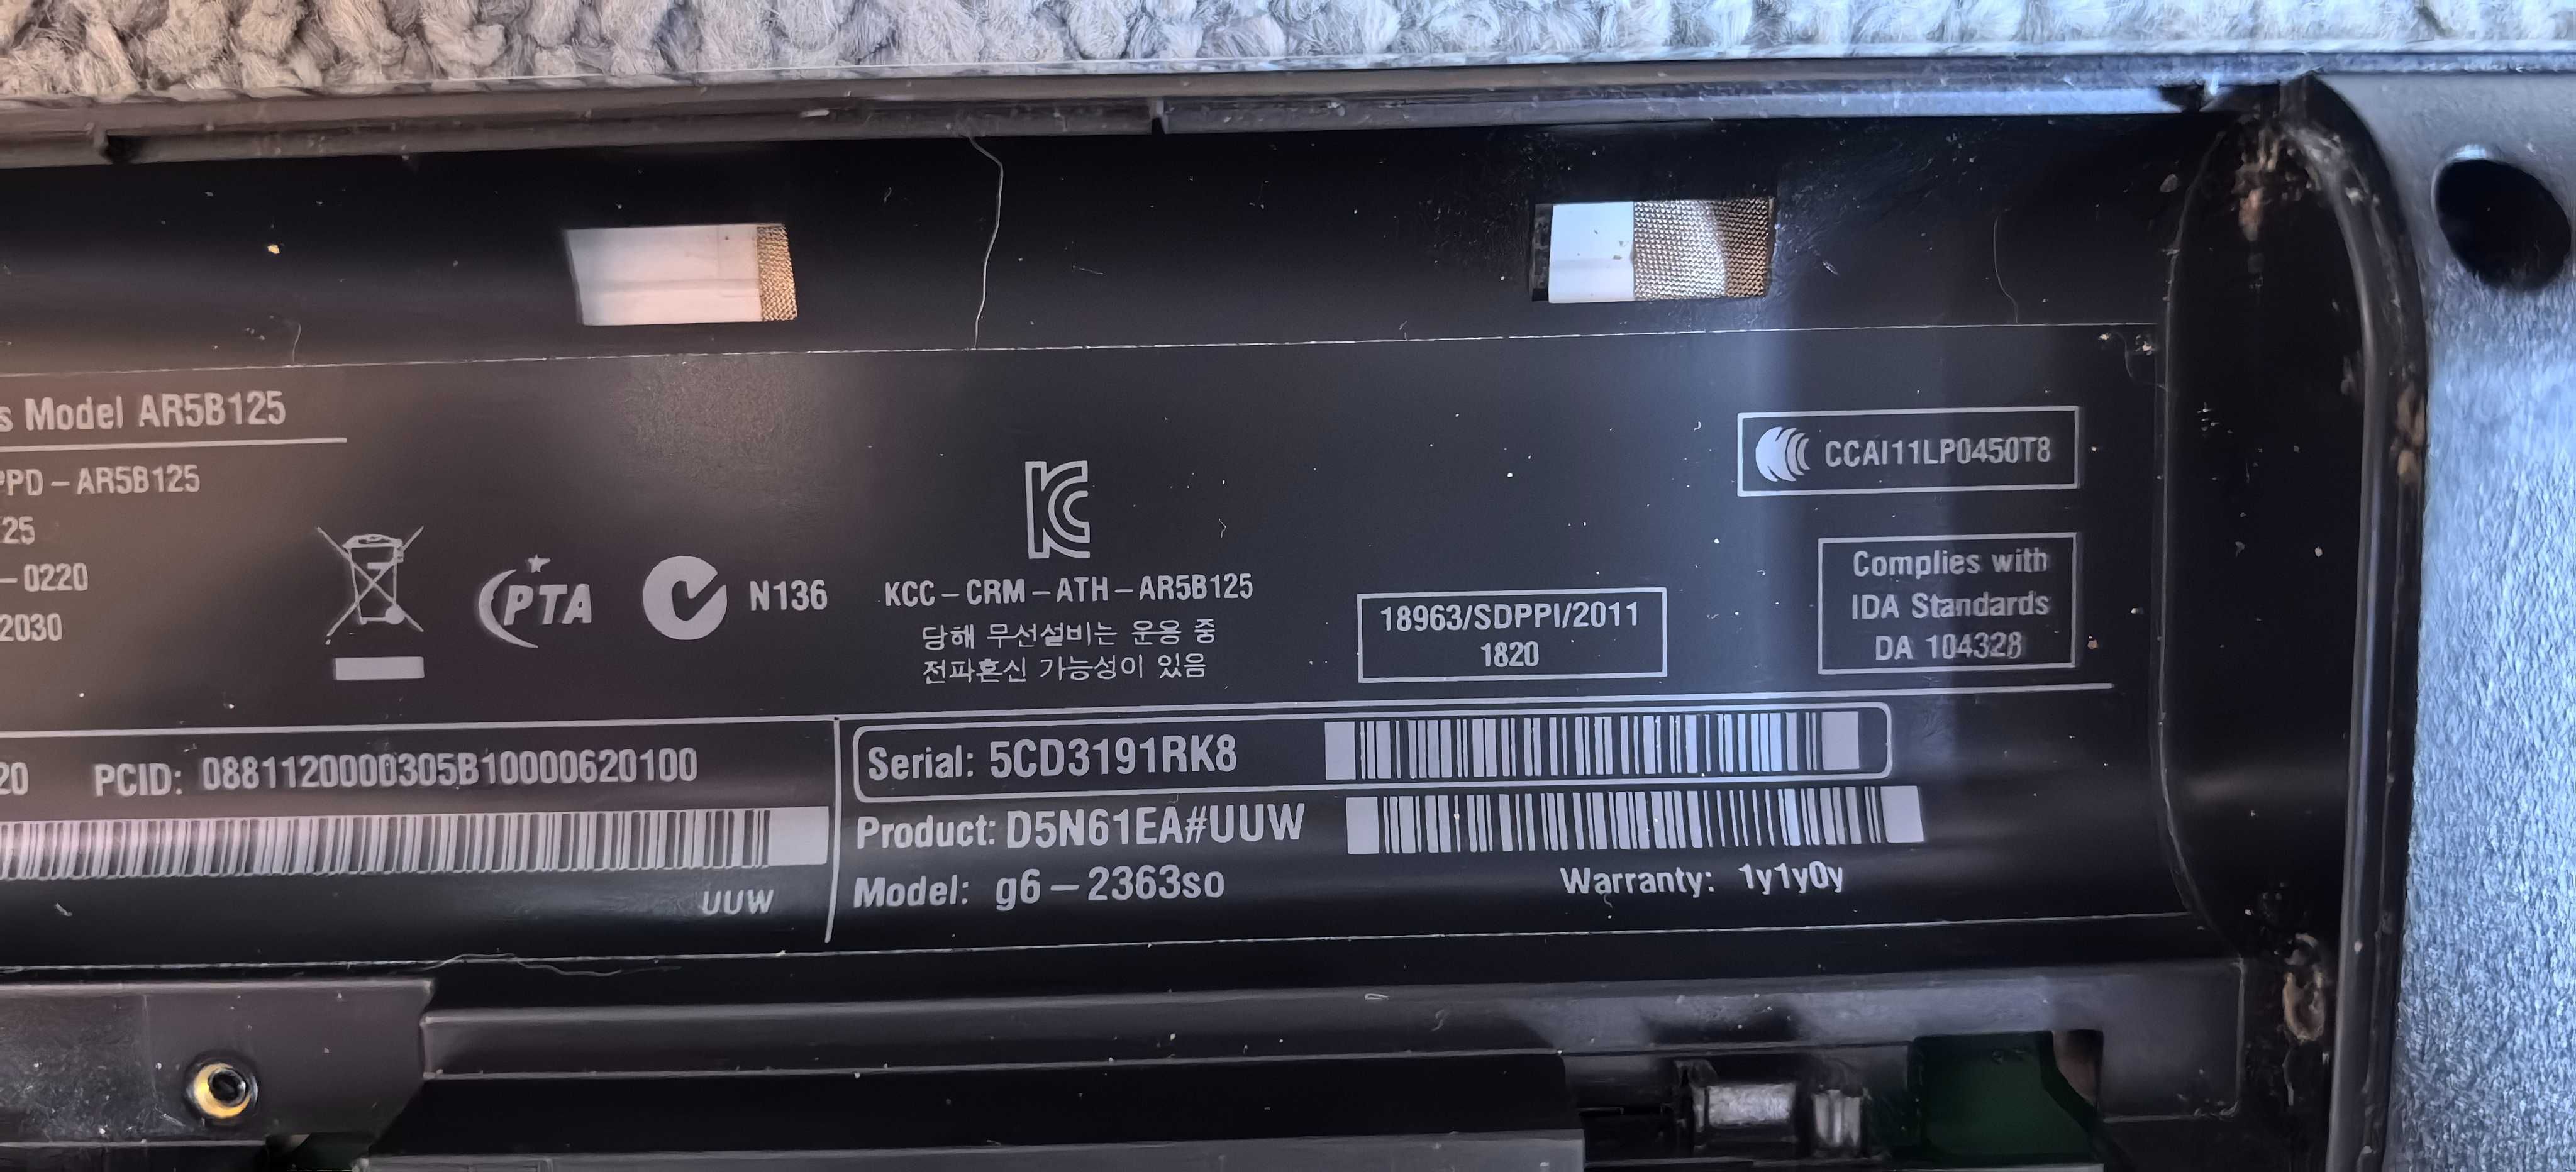 s Model AR5B125
PD – AR5B125
25
– 0220
2030
PTA
N136
KC
KCC – CRM – ATH – AR5B125
당해 무선설비는 운용 중
전파혼신 가능성이 있음
18963/SDPPI/2011
1820
CCAI11LP0450T8
Complies with
IDA Standards
DA 104328
20 PCID: 0881120000305B10000620100
UUW
Serial: 5CD3191RK8
Product: D5N61EA#UUW
Model: g6 – 2363so
Warranty: 1y1y0y